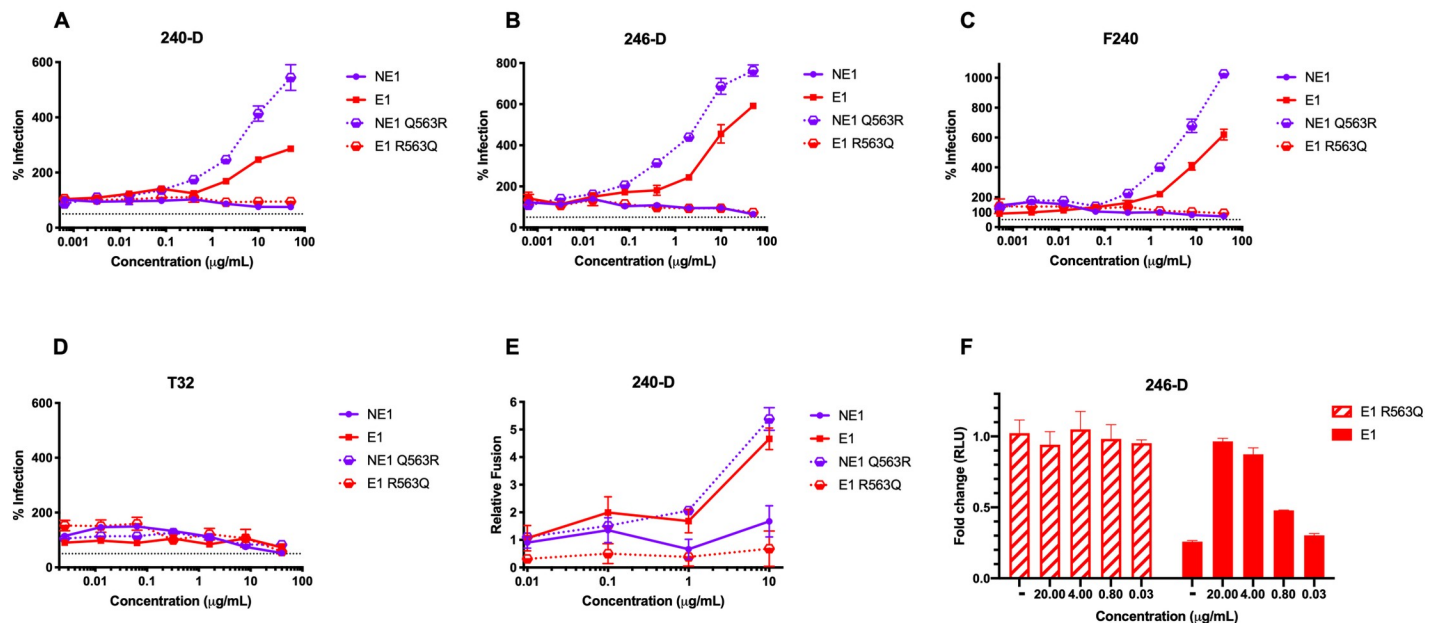 A
240-D
% Infection
600
400
200
0
0.001
0.01
0.1
1
10
100
Concentration (μg/mL)
NE1
E1
NE1 Q563R
E1 R563Q
B
246-D
% Infection
800
600
400
200
0
0.001
0.01
0.1
1
10
100
Concentration (μg/mL)
NE1
E1
NE1 Q563R
E1 R563Q
C
F240
% Infection
1000
800
600
400
200
100
0
0.001
0.01
0.1
1
10
100
Concentration (μg/mL)
NE1
E1
NE1 Q563R
E1 R563Q
D
T32
% Infection
600
400
200
0
0.01
0.1
1
10
100
Concentration (μg/mL)
NE1
E1
NE1 Q563R
E1 R563Q
E
240-D
Relative Fusion
6
5
4
3
2
1
0
0.01
0.1
1
10
Concentration (μg/mL)
NE1
E1
NE1 Q563R
E1 R563Q
F
246-D
Fold change (RLU)
1.0
0.5
0.0
- 20.00 4.00 0.80 0.03 - 20.00 4.00 0.80 0.03
Concentration (μg/mL)
E1 R563Q
E1